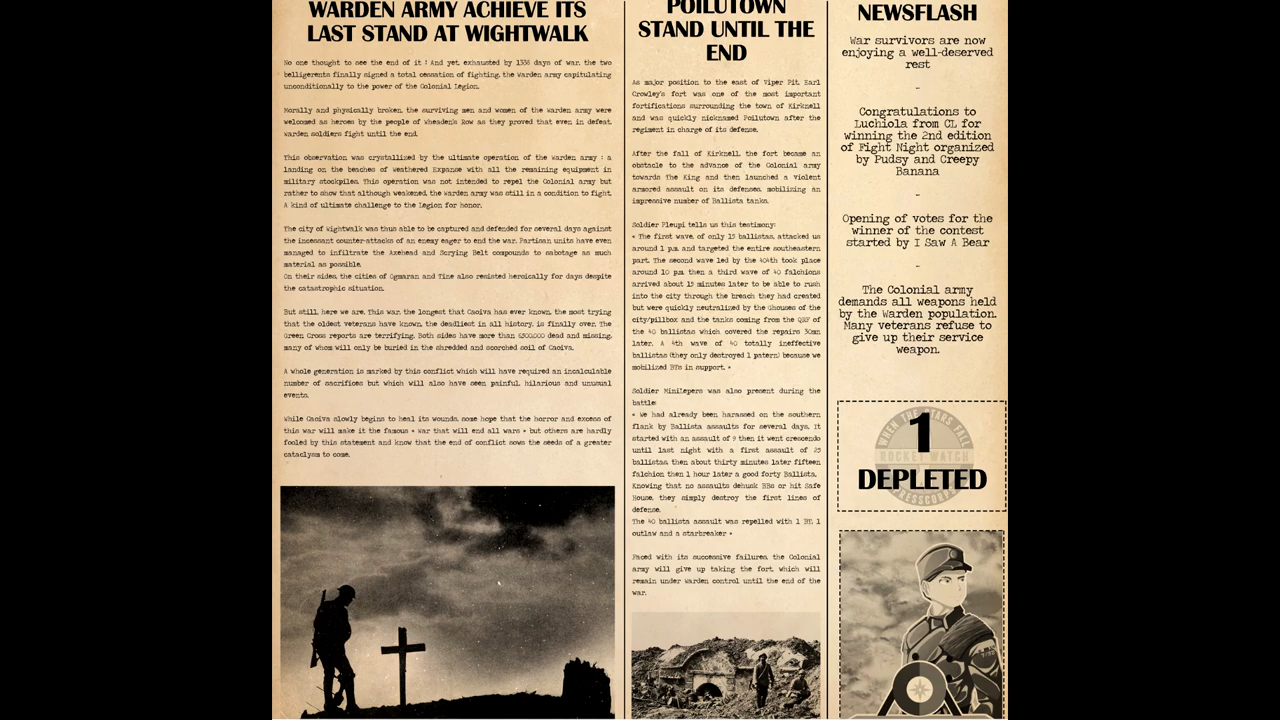 WARDEN ARMY ACHIEVE ITS
LAST STAND AT WIGHTWALK
No one thought to see the end of it ! And yet, exhausted by 1338 days of war, the two
belligerents finally signed a total cessation of fighting, the Warden army capitulating
unconditionally to the power of the Colonial Legion.
Morally and physically broken, the surviving men and women of the Warden army were
welcomed as heroes by the people of Wheaden's Row as they proved that even in defeat,
Warden soldiers fight until the end.
This observation was crystallized by the ultimate operation of the Warden army : a
landing on the beaches of Weathered Expanse with all the remaining equipment in
military stockpiles. This operation was not intended to repel the Colonial army but
rather to show that although weakened, the Warden army was still in a condition to fight.
A kind of ultimate challenge to the Legion for honor.
The city of Wightwalk was thus able to be captured and defended for several days against
the incessant counter-attacks of an enemy eager to end the war. Partisan units have even
managed to infiltrate the Axehead and Scrying Belt compounds to sabotage as much
material as possible.
On their sides, the cities of Ogmaran and Tine also resisted heroically for days despite
the catastrophic situation.
But still, here we are. This war, the longest that Caoiva has ever known, the most trying
that the oldest veterans have known, the deadliest in all history, is finally over. The
Green Cross reports are terrifying. Both sides have more than dead and missing,
many of whom will only be buried in the shredded and scorched soil of Caoiva.
A whole generation is marked by this conflict which will have required an incalculable
number of sacrifices but which will also have seen painful, hilarious and unusual
events.
While Caoiva slowly begins to heal its wounds, some hope that the horror and excess of
this war will make it the famous « war that will end all wars » but others are hardly
fooled by this statement and know that the end of conflict sows the seeds of a greater
cataclysm to come.
POILUTOWN
STAND UNTIL THE
END
As major position to the east of Viper Pit, Earl
Crowley's fort was one of the most important
fortifications surrounding the town of Kirknell
and was quickly nicknamed Poilutown after the
regiment in charge of its defense.
After the fall of Kirknell, the fort became an
obstacle to the advance of the Colonial army
towards The King and then launched a violent
armored assault on its defenses, mobilizing an
impressive number of Ballista tanks.
Soldier Pleupi tells us this testimony:
« The first wave, of only 15 ballistas, attacked us
around 1 p.m. and targeted the entire southeastern
part. The second wave led by the 404th took place
around 10 p.m. then a third wave of 40 falchions
arrived about 15 minutes later to be able to rush
into the city through the breach they had created
but were quickly neutralized by the Ghouses of the
city/pillbox and the tanks coming from the QRF of
the 40 ballistas which covered the repairs 30mn
later. A 4th wave of 40 totally ineffective
ballistas (they only destroyed 1 patern) because we
mobilized BTs in support. »
Soldier MiniLepers was also present during the
battle:
« We had already been harassed on the southern
flank by Ballista assaults for several days. It
started with an assault of 9 then it went crescendo
until last night with a first assault of 25
ballistas, then about thirty minutes later fifteen
falchion then 1 hour later a good forty Ballista.
Knowing that no assaults dehusk BBs or hit Safe
House, they simply destroy the first lines of
defense.
The 40 ballista assault was repelled with 1 BT, 1
outlaw and a starbreaker »
Faced with its successive failures, the Colonial
army will give up taking the fort, which will
remain under Warden control until the end of the
war.
NEWSFLASH
War survivors are now
enjoying a well-deserved
rest
-
Congratulations to
Luchiola from CL for
winning the 2nd edition
of Fight Night organized
by Pudsy and Creepy
Banana
-
Opening of votes for the
winner of the contest
started by I Saw A Bear
-
The Colonial army
demands all weapons held
by the Warden population.
Many veterans refuse to
give up their service
weapon.
WHEN THE STARS FALL
1
ROCKET WATCH
DEPLETED
PRESSCORPS